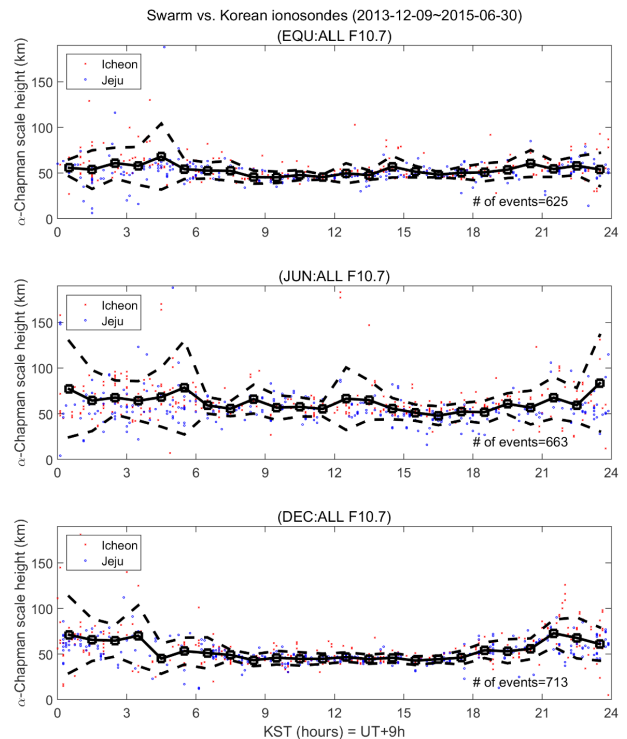 Swarm vs. Korean ionosondes (2013-12-09~2015-06-30)
(EQU:ALL F10.7)
α-Chapman scale height (km)
150
100
50
0
Icheon
Jeju
# of events=625
0 3 6 9 12 15 18 21 24
(JUN:ALL F10.7)
α-Chapman scale height (km)
150
100
50
0
Icheon
Jeju
# of events=663
0 3 6 9 12 15 18 21 24
(DEC:ALL F10.7)
α-Chapman scale height (km)
150
100
50
0
Icheon
Jeju
# of events=713
0 3 6 9 12 15 18 21 24
KST (hours) = UT+9h